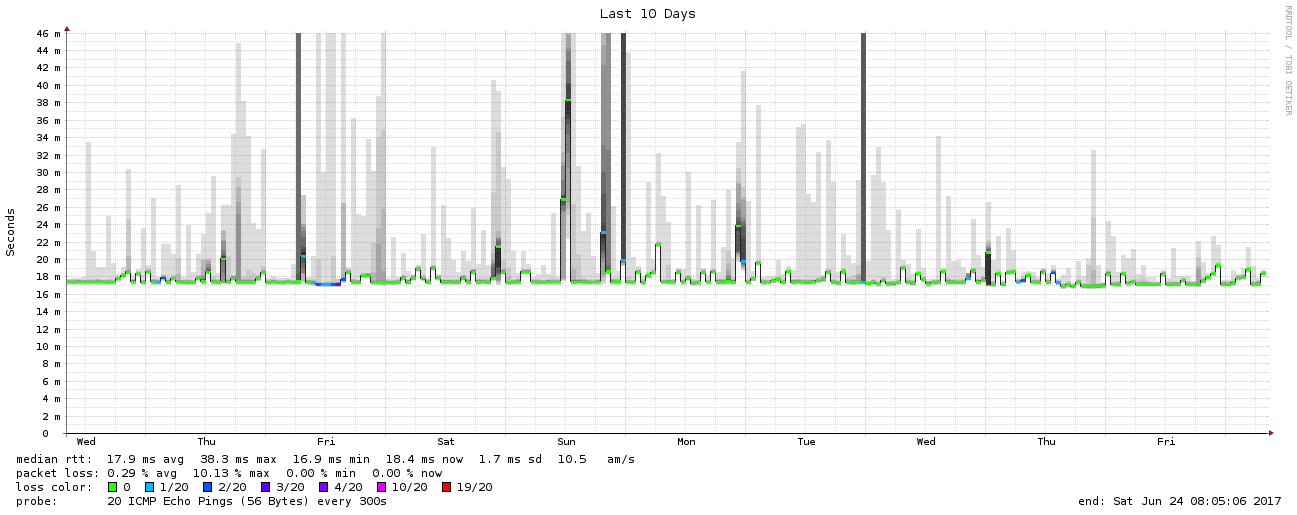 Last 10 Days
RRDTOOL / TOBI OETIKER
Seconds
46 m
44 m
42 m
40 m
38 m
36 m
34 m
32 m
30 m
28 m
26 m
24 m
22 m
20 m
18 m
16 m
14 m
12 m
10 m
8 m
6 m
4 m
2 m
0
Wed Thu Fri Sat Sun Mon Tue Wed Thu Fri
median rtt: 17.9 ms avg 38.3 ms max 16.9 ms min 18.4 ms now 1.7 ms sd 10.5 am/s
packet loss: 0.29 % avg 10.13 % max 0.00 % min 0.00 % now
loss color: 0 1/20 2/20 3/20 4/20 10/20 19/20
probe: 20 ICMP Echo Pings (56 Bytes) every 300s end: Sat Jun 24 08:05:06 2017